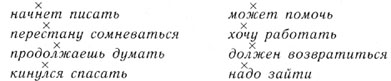 начнет писать
может помочь
перестану сомневаться
хочу работать
продолжаешь думать
должен возвратиться
кинулся спасать
надо зайти